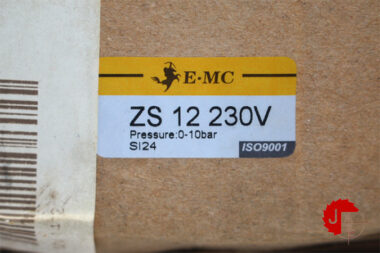 E·MC
ZS 12 230V
Pressure:0-10bar
SI24
ISO9001